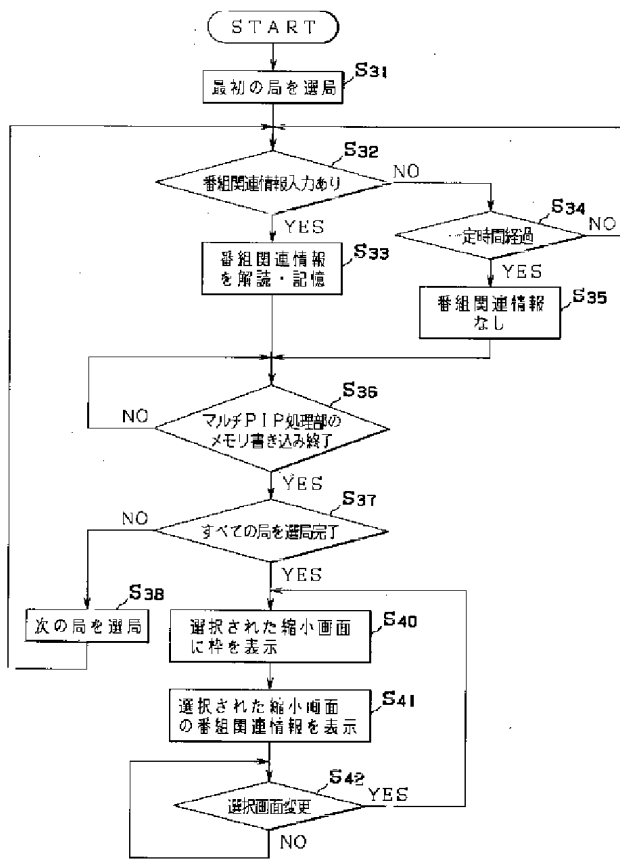 START
S31
最初の局を選局
S32
番組関連情報入力あり
NO
S34
YES
一定時間経過
NO
S33
番組関連情報
を解読・記憶
YES
S35
番組関連情報
なし
S36
NO
マルチPIP処理部の
メモリ書き込み終了
YES
S37
NO
すべての局を選局完了
YES
S38
次の局を選局
S40
選択された縮小画面
に枠を表示
S41
選択された縮小画面
の番組関連情報を表示
S42
選択画面変更
YES
NO